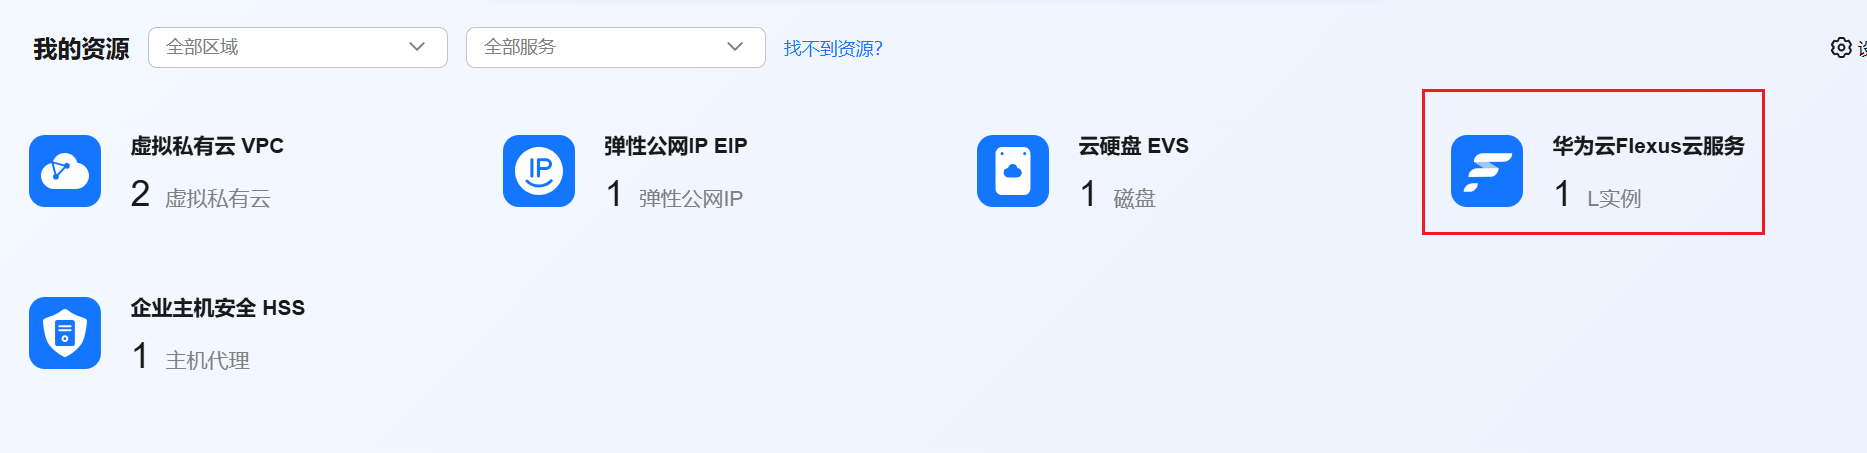 我的资源 全部区域 全部服务 找不到资源?
虚拟私有云 VPC
2 虚拟私有云
弹性公网IP EIP
1 弹性公网IP
云硬盘 EVS
1 磁盘
华为云Flexus云服务
1 L实例
企业主机安全 HSS
1 主机代理